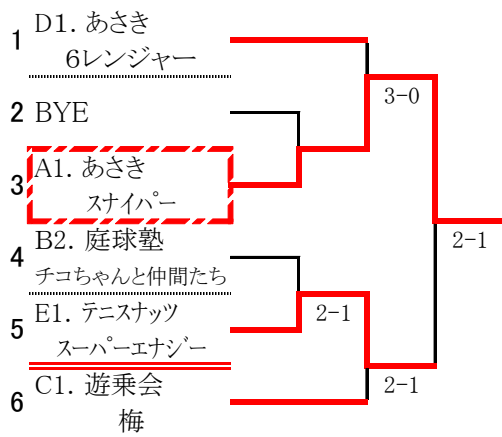 1 D1. あさき
6レンジャー
3-0
2 BYE
3 A1. あさき
スナイパー
2-1
4 B2. 庭球塾
チコちゃんと仲間たち
5 E1. テニスナッツ
2-1
スーパーエナジー
6 C1. 遊乗会
2-1
梅